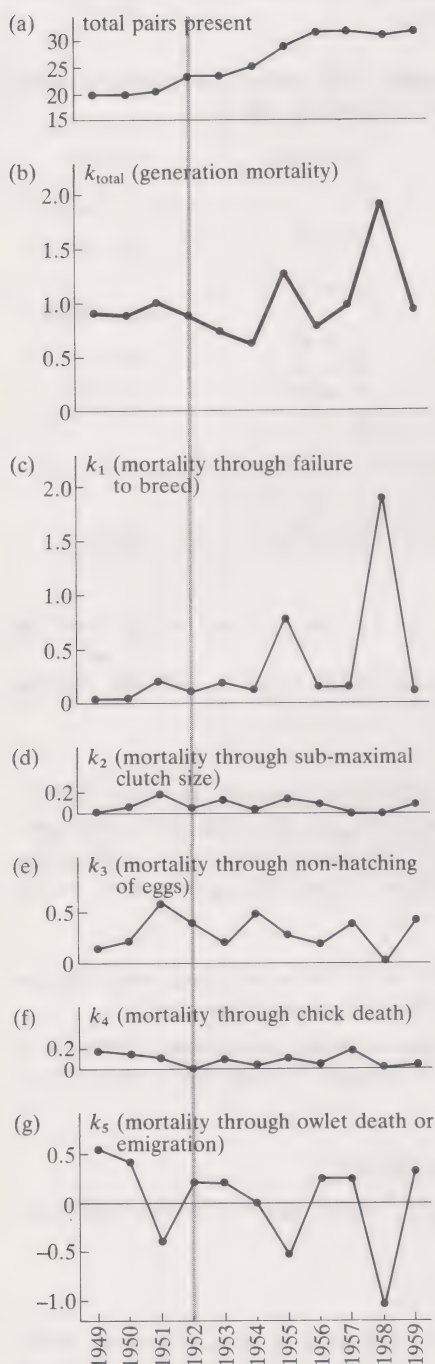 (a) total pairs present
30
25
20
15
(b) k_total (generation mortality)
2.0
1.5
1.0
0.5
0
(c) k_1 (mortality through failure
to breed)
2.0
1.5
1.0
0.5
0
(d) k_2 (mortality through sub-maximal
clutch size)
0.2
0
(e) k_3 (mortality through non-hatching
of eggs)
0.5
0
(f) k_4 (mortality through chick death)
0.2
0
(g) k_5 (mortality through owlet death or
emigration)
0.5
0
−0.5
−1.0
1949 1950 1951 1952 1953 1954 1955 1956 1957 1958 1959